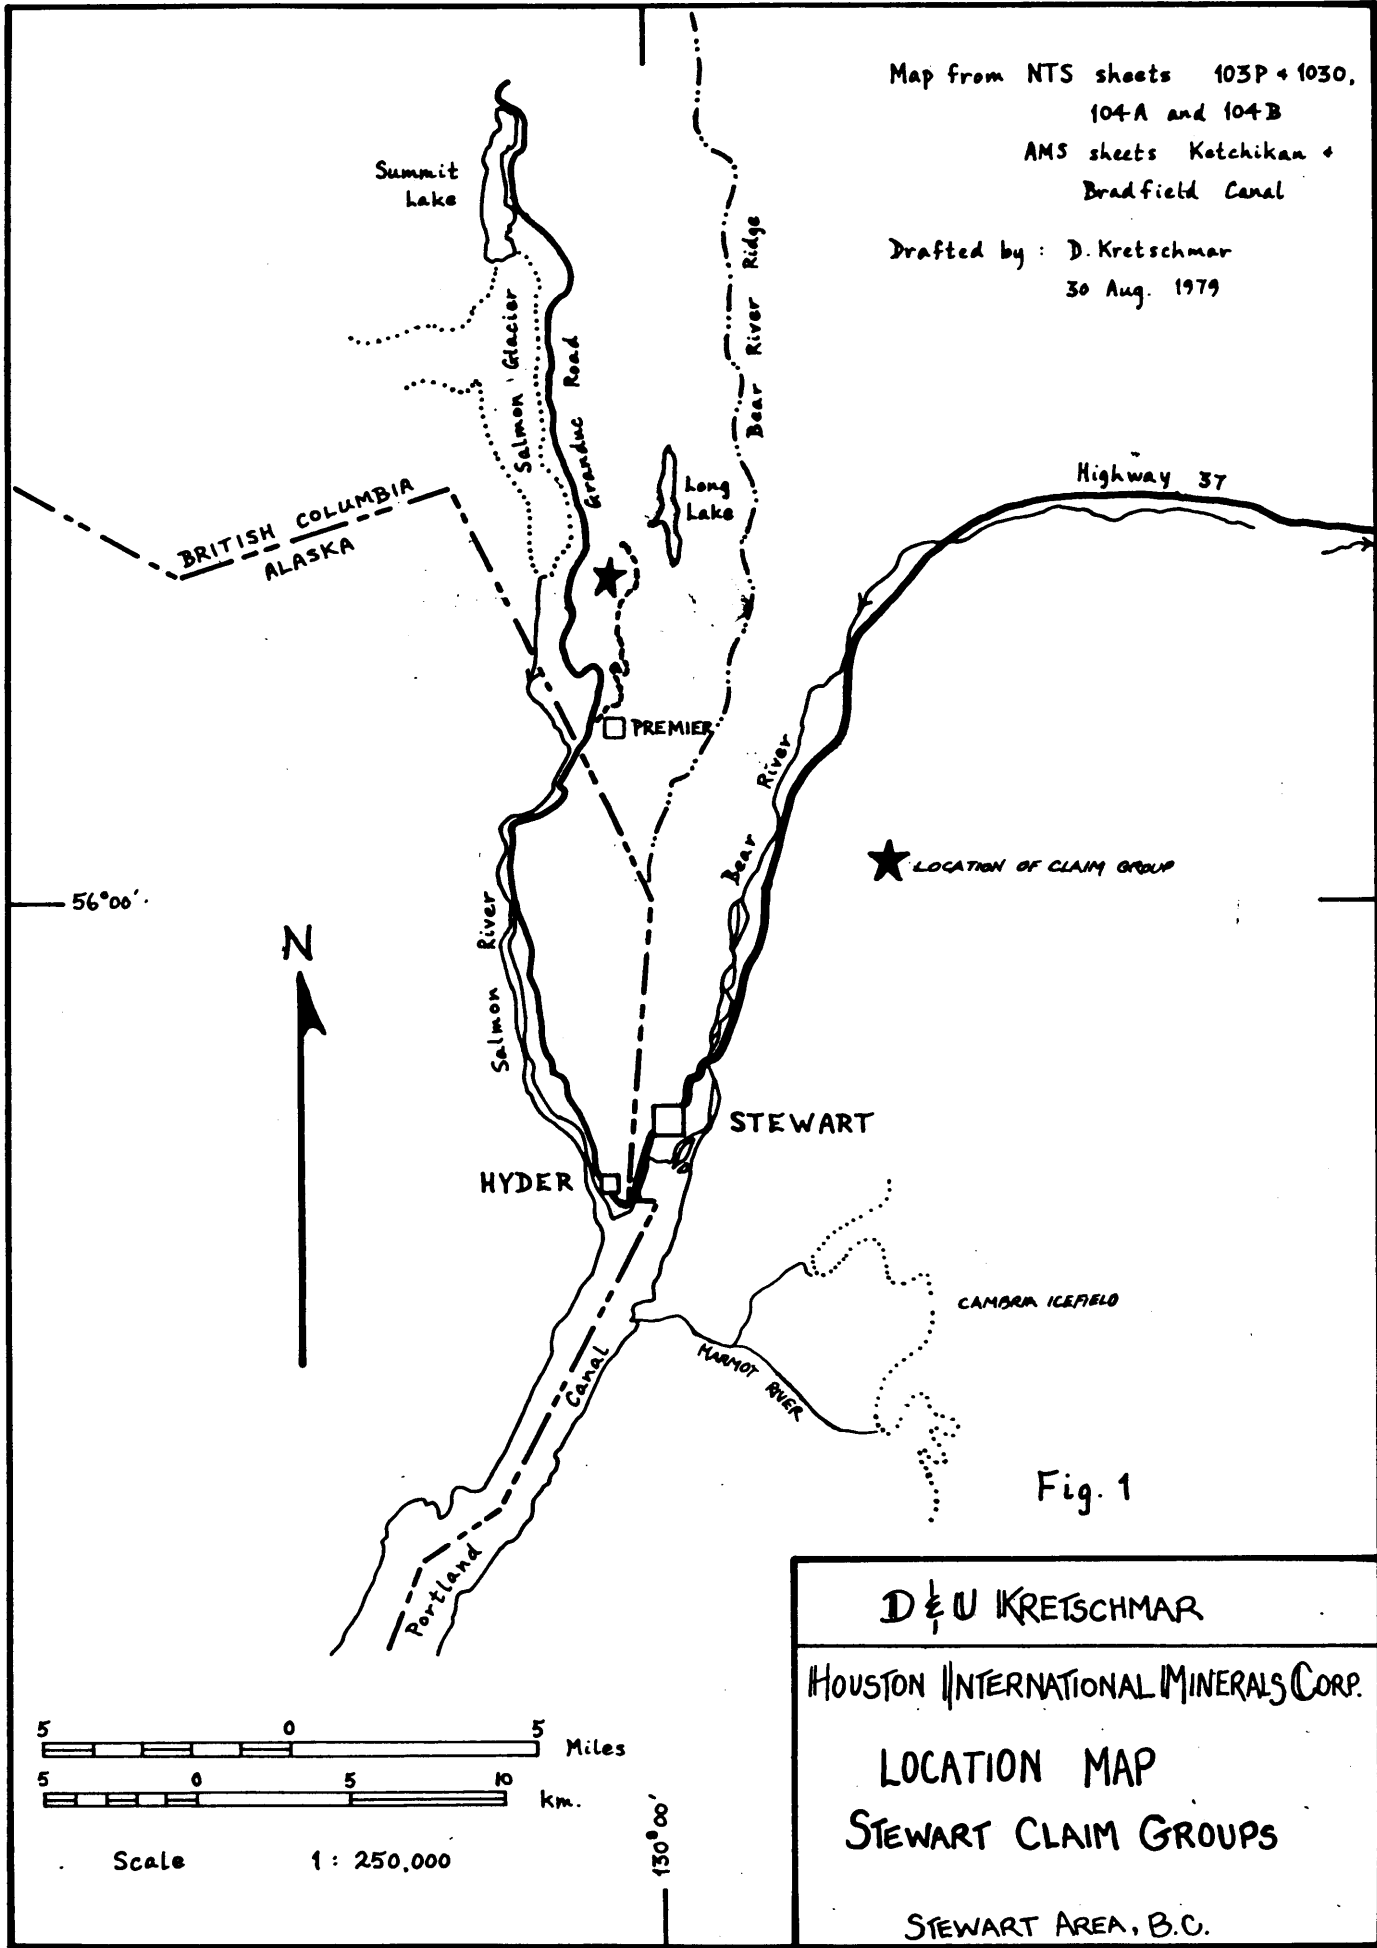 Map from NTS sheets 103P & 103O,
104A and 104B
AMS sheets Ketchikan &
Bradfield Canal
Drafted by : D. Kretschmar
30 Aug. 1979
Summit
Lake
Salmon Glacier
Granduc Road
Bear River Ridge
Long
Lake
Highway 37
BRITISH COLUMBIA
ALASKA
PREMIER
Bear River
LOCATION OF CLAIM GROUP
56°00'
N
Salmon River
STEWART
HYDER
CAMBRIA ICEFIELD
MARMOT RIVER
Portland Canal
Fig. 1
D & U KRETSCHMAR
HOUSTON INTERNATIONAL MINERALS CORP.
LOCATION MAP
STEWART CLAIM GROUPS
STEWART AREA, B.C.
5 0 5 Miles
5 0 5 10 km.
Scale 1 : 250,000
130°00'